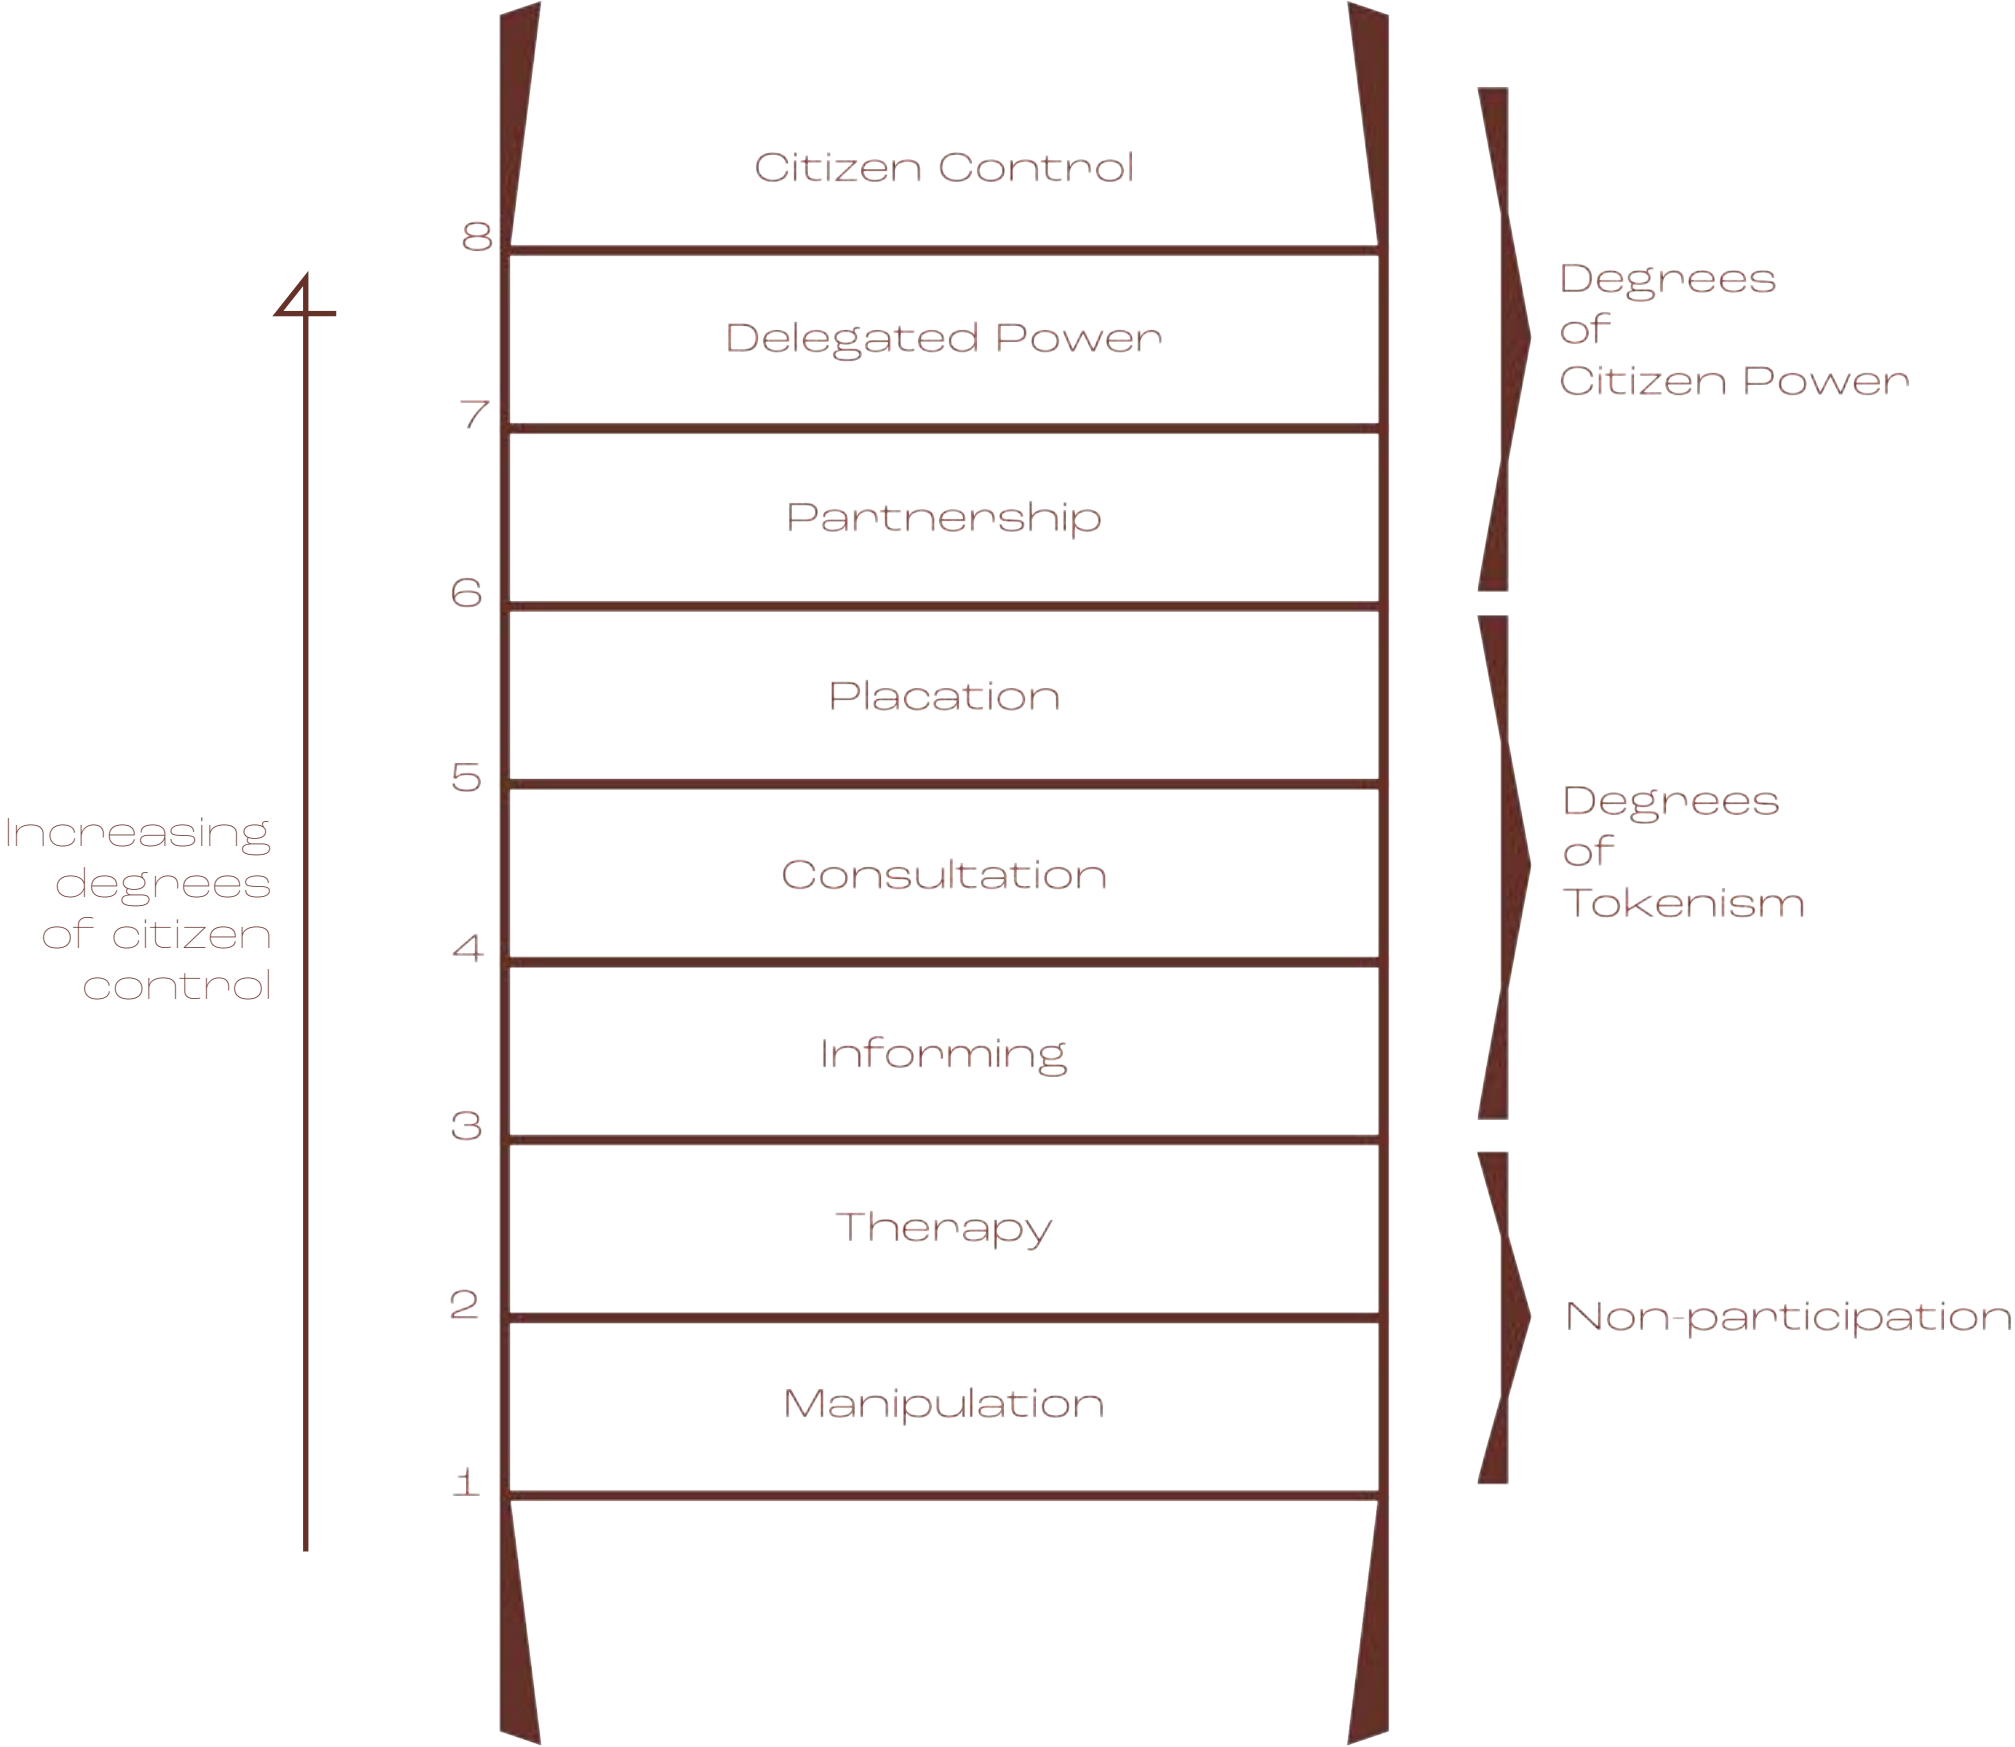 Citizen Control
8
Delegated Power
7
Partnership
6
Placation
5
Consultation
4
Informing
3
Therapy
2
Manipulation
1
Increasing
degrees
of citizen
control
Degrees
of
Citizen Power
Degrees
of
Tokenism
Non-participation